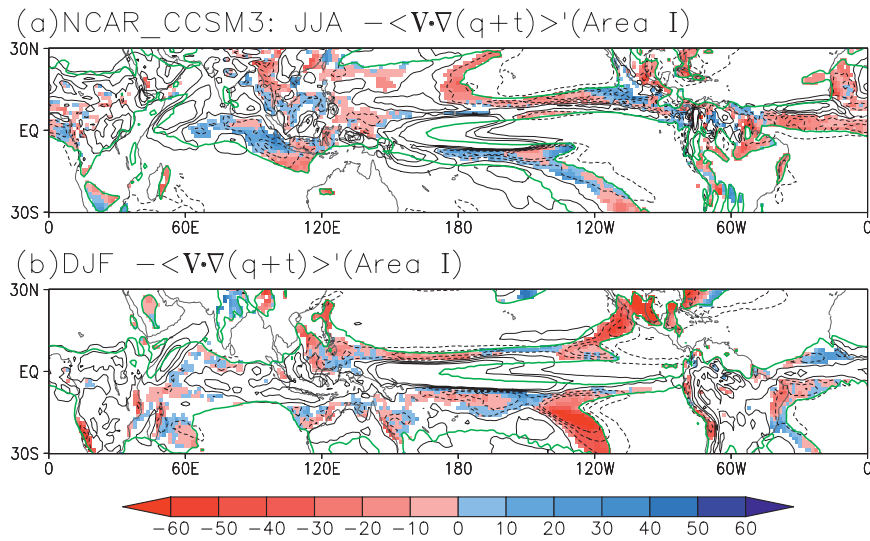 (a)NCAR_CCSM3: JJA −<V•∇(q+t)>'(Area I)
30N
EQ
30S
0 60E 120E 180 120W 60W 0
(b)DJF −<V•∇(q+t)>'(Area I)
30N
EQ
30S
0 60E 120E 180 120W 60W 0
−60 −50 −40 −30 −20 −10 0 10 20 30 40 50 60